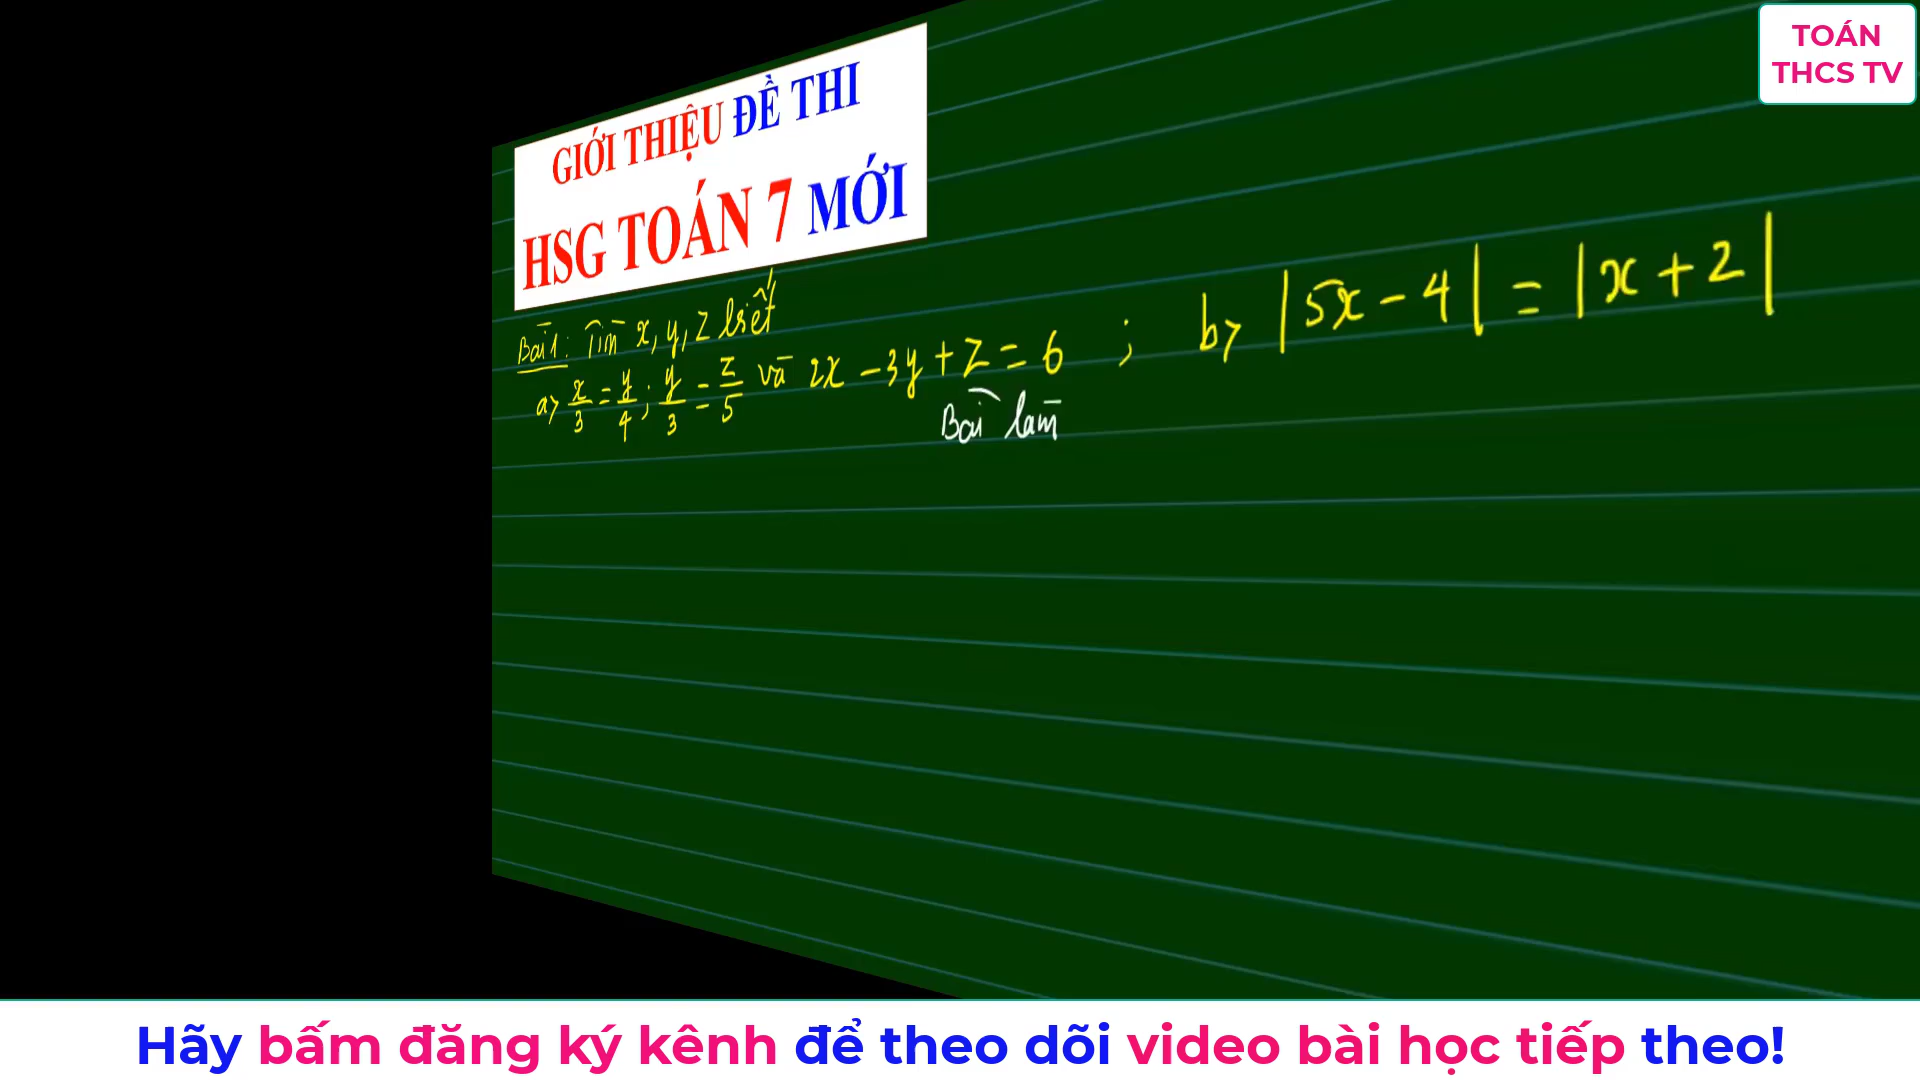 TOÁN
THCS TV
GIỚI THIỆU ĐỀ THI
HSG TOÁN 7 MỚI
Bài 1: Tìm x, y, z biết
a> x/3 = y/4 ; y/3 = z/5 và 2x - 3y + z = 6 ; b> |5x - 4| = |x + 2|
Bài làm
Hãy bấm đăng ký kênh để theo dõi video bài học tiếp theo!